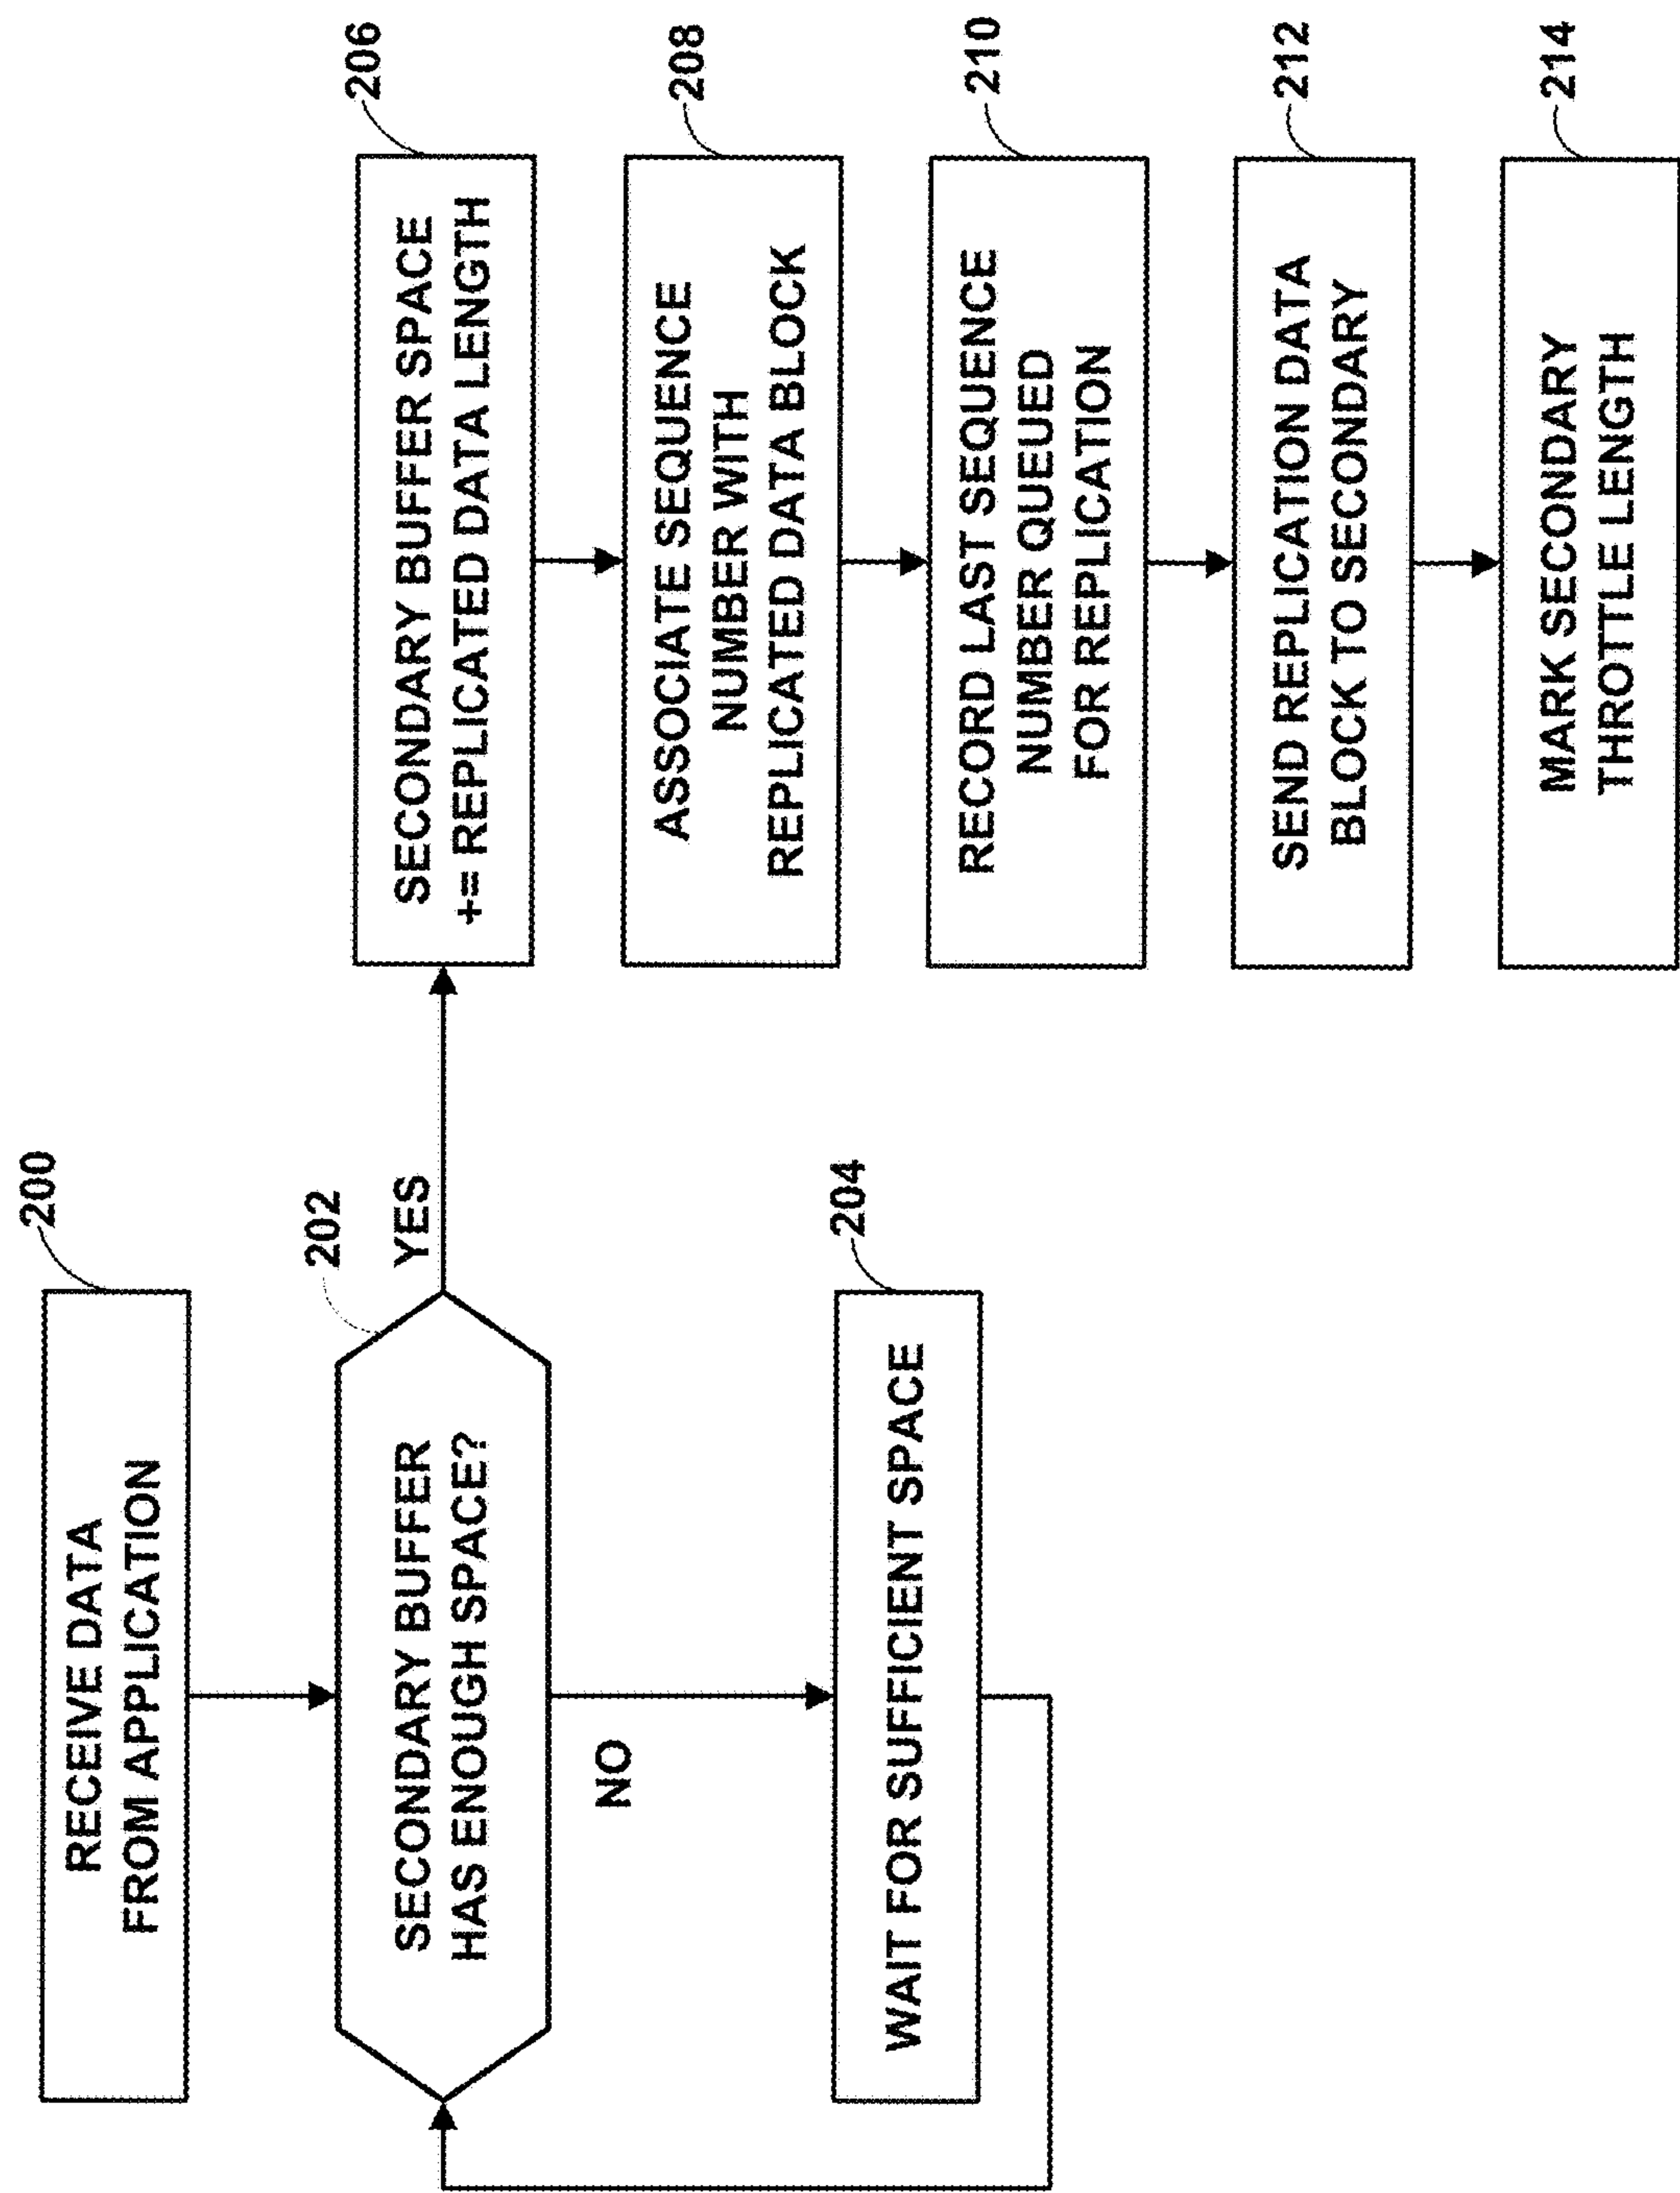 200
RECEIVE DATA
FROM APPLICATION
202
SECONDARY BUFFER
HAS ENOUGH SPACE?
YES
NO
204
WAIT FOR SUFFICIENT SPACE
206
SECONDARY BUFFER SPACE
+= REPLICATED DATA LENGTH
208
ASSOCIATE SEQUENCE
NUMBER WITH
REPLICATED DATA BLOCK
210
RECORD LAST SEQUENCE
NUMBER QUEUED
FOR REPLICATION
212
SEND REPLICATION DATA
BLOCK TO SECONDARY
214
MARK SECONDARY
THROTTLE LENGTH